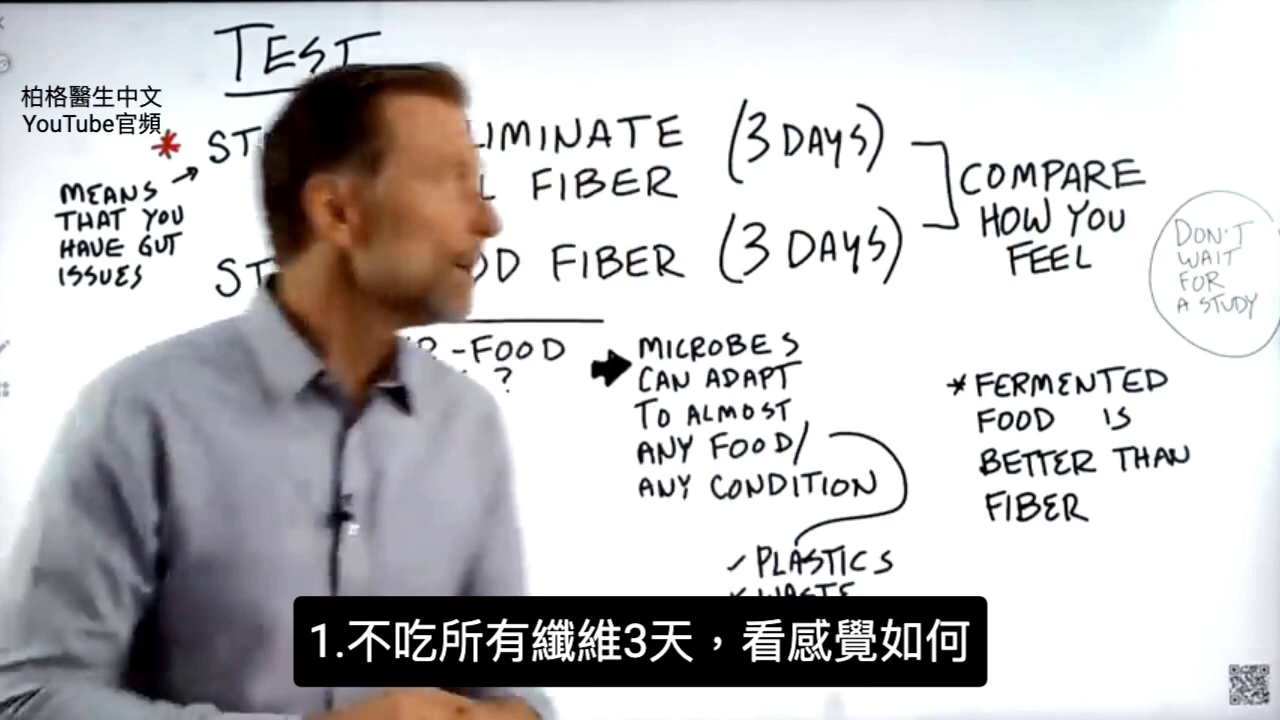 TEST
柏格醫生中文
YouTube官頻
* ST LIMINATE (3 DAYS)
L FIBER
MEANS
THAT YOU
HAVE GUT
ISSUES
ST OD FIBER (3 DAYS)
COMPARE
HOW YOU
FEEL
DON'T
WAIT
FOR
A STUDY
R-FOOD
?
MICROBES
CAN ADAPT
TO ALMOST
ANY FOOD/
ANY CONDITION
✓ PLASTICS
✓ WASTE
* FERMENTED
FOOD IS
BETTER THAN
FIBER
1.不吃所有纖維3天，看感覺如何